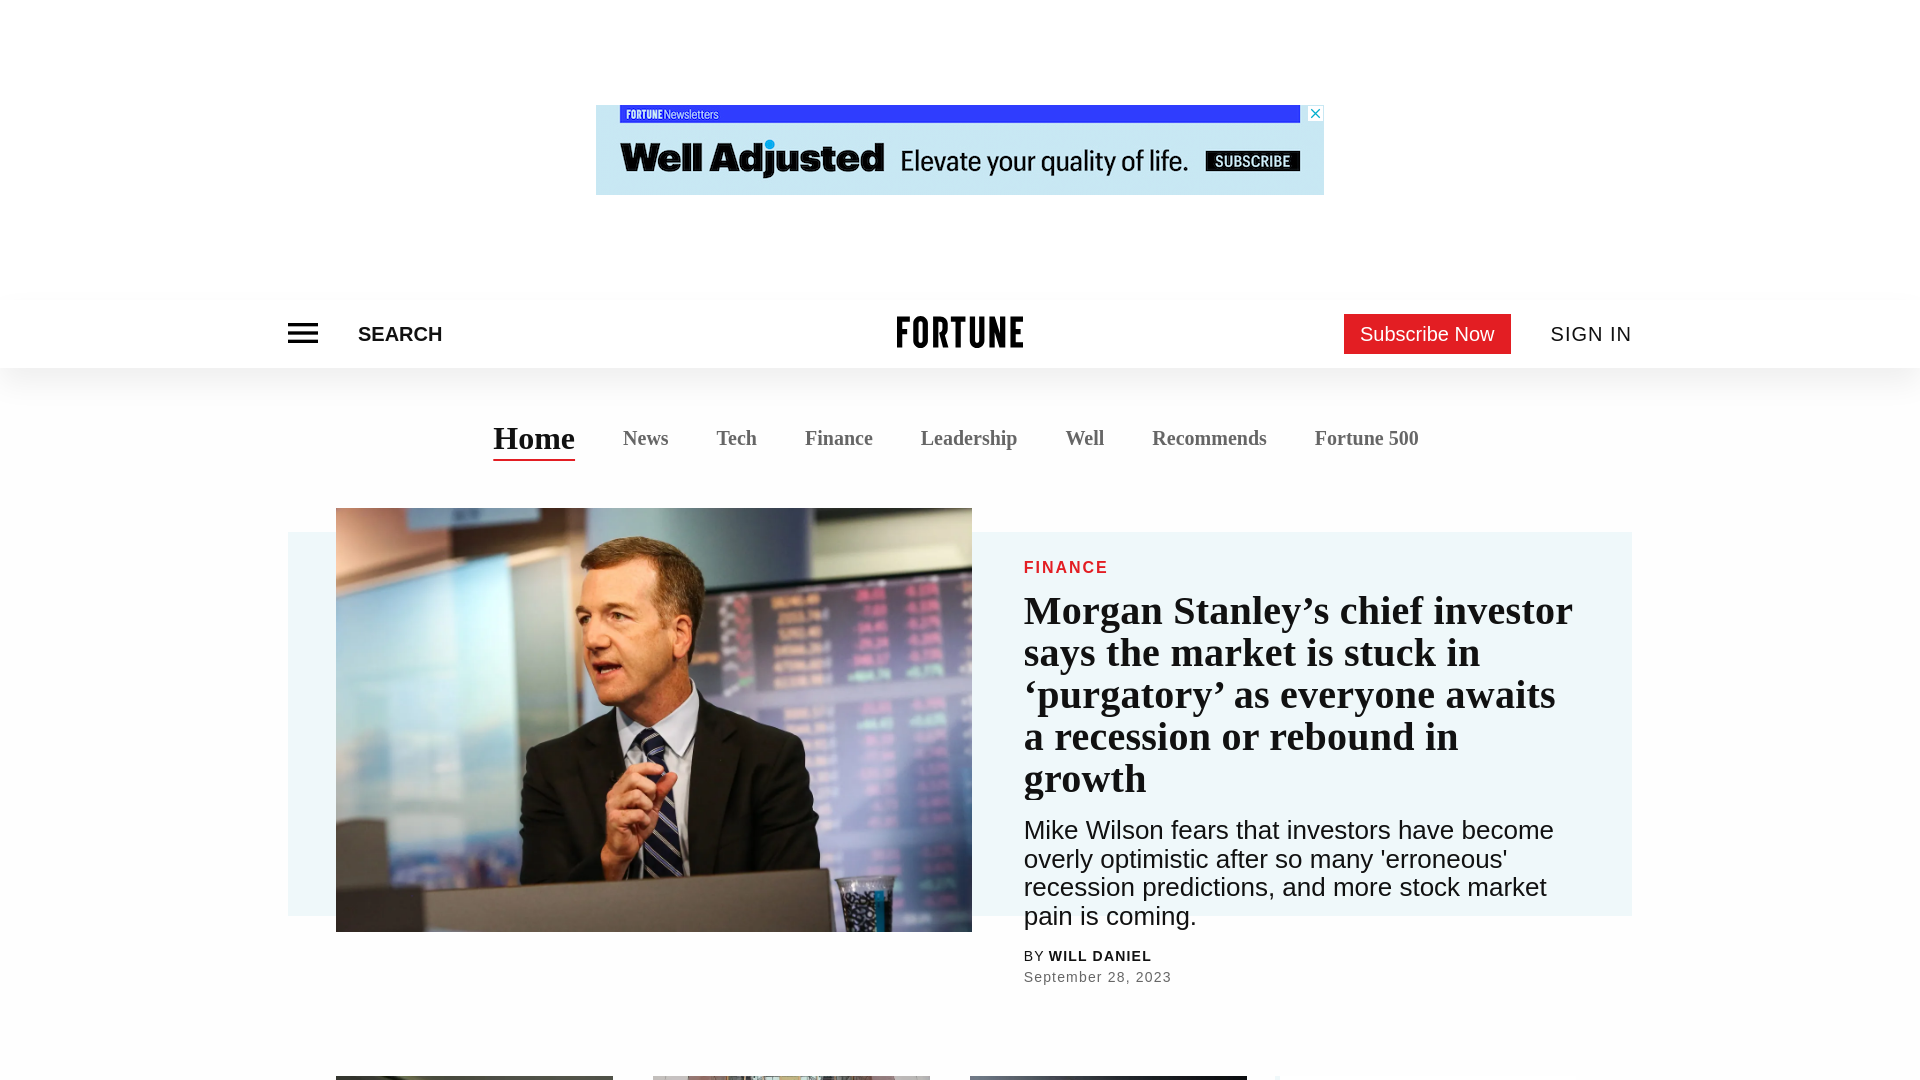 FORTUNE Newsletters
Well Adjusted Elevate your quality of life. SUBSCRIBE
SEARCH
FORTUNE
Subscribe Now
SIGN IN
Home
News
Tech
Finance
Leadership
Well
Recommends
Fortune 500
FINANCE
Morgan Stanley’s chief investor
says the market is stuck in
‘purgatory’ as everyone awaits
a recession or rebound in
growth
Mike Wilson fears that investors have become
overly optimistic after so many 'erroneous'
recession predictions, and more stock market
pain is coming.
BY WILL DANIEL
September 28, 2023